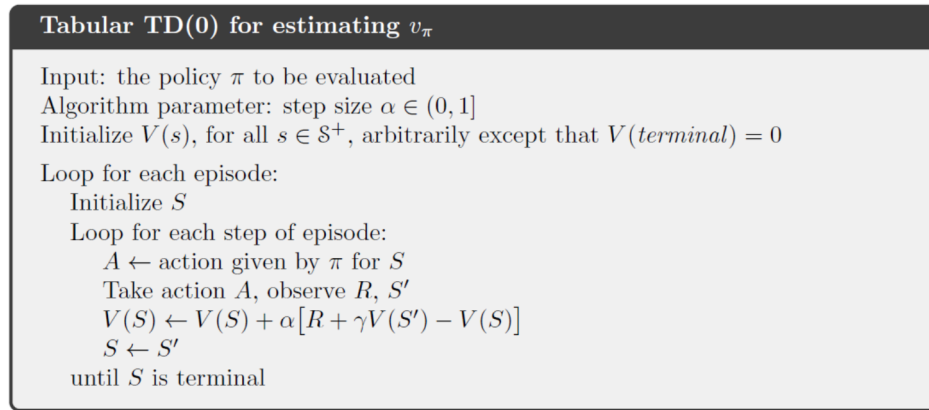 Tabular TD(0) for estimating vπ
Input: the policy π to be evaluated
Algorithm parameter: step size α ∈ (0, 1]
Initialize V(s), for all s ∈ 𝒮⁺, arbitrarily except that V(terminal) = 0
Loop for each episode:
Initialize S
Loop for each step of episode:
A ← action given by π for S
Take action A, observe R, S′
V(S) ← V(S) + α[R + γV(S′) − V(S)]
S ← S′
until S is terminal